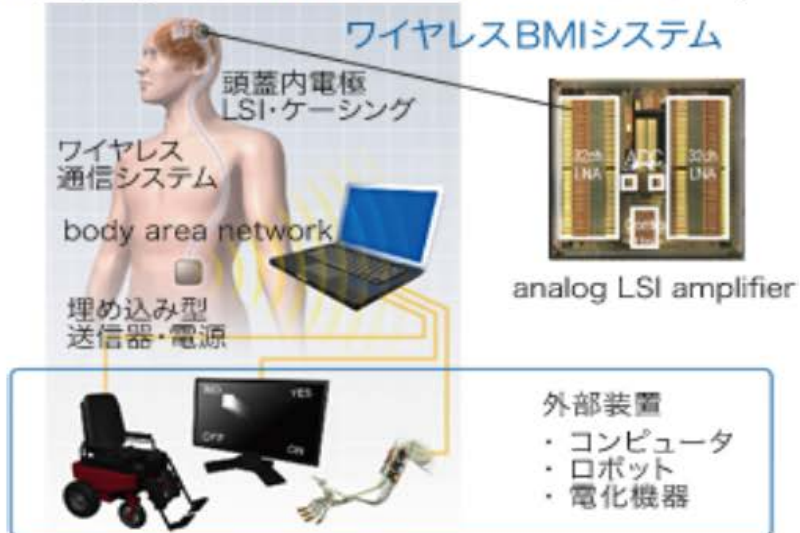 ワイヤレスBMIシステム
頭蓋内電極
LSI・ケーシング
ワイヤレス
通信システム
body area network
埋め込み型
送信器・電源
32ch
LNA
ADC
32ch
LNA
analog LSI amplifier
YES
OFF
ON
外部装置
・コンピュータ
・ロボット
・電化機器